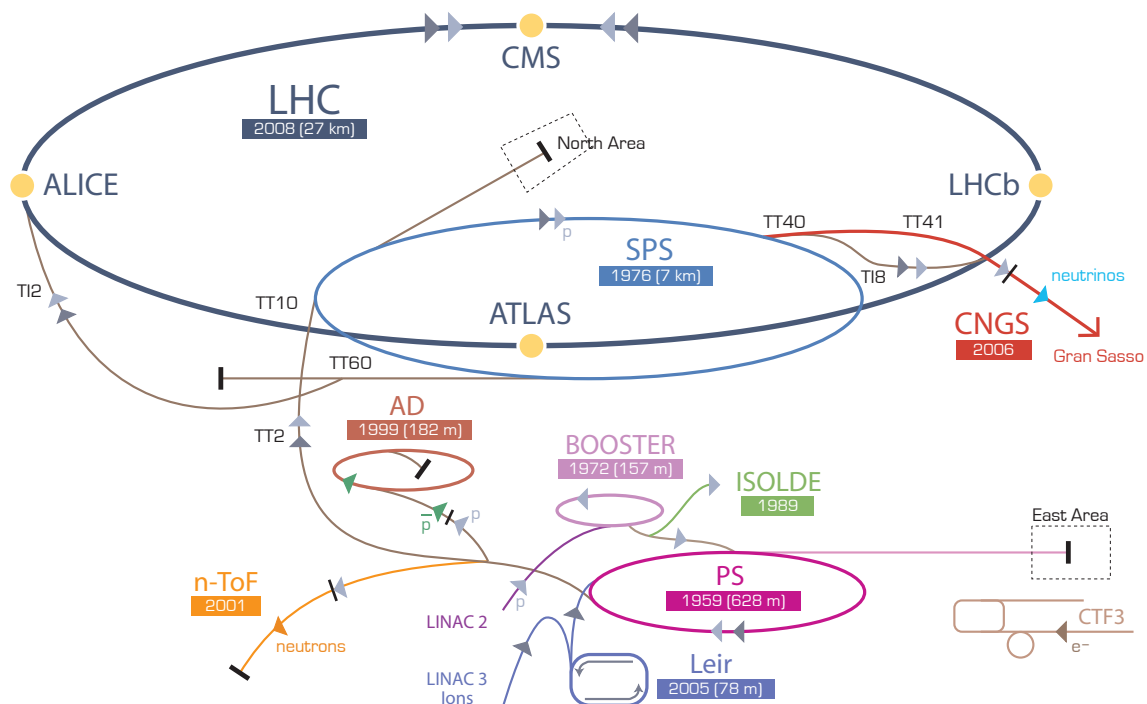 CMS
LHC
2008 (27 km)
North Area
ALICE
LHCb
TT40
TT41
p
SPS
1976 (7 km)
TI8
neutrinos
TI2
TT10
ATLAS
CNGS
2006
Gran Sasso
TT60
AD
1999 (182 m)
TT2
BOOSTER
1972 (157 m)
ISOLDE
1989
p
p
East Area
n-ToF
2001
PS
1959 (628 m)
p
LINAC 2
CTF3
neutrons
e–
LINAC 3
Ions
Leir
2005 (78 m)